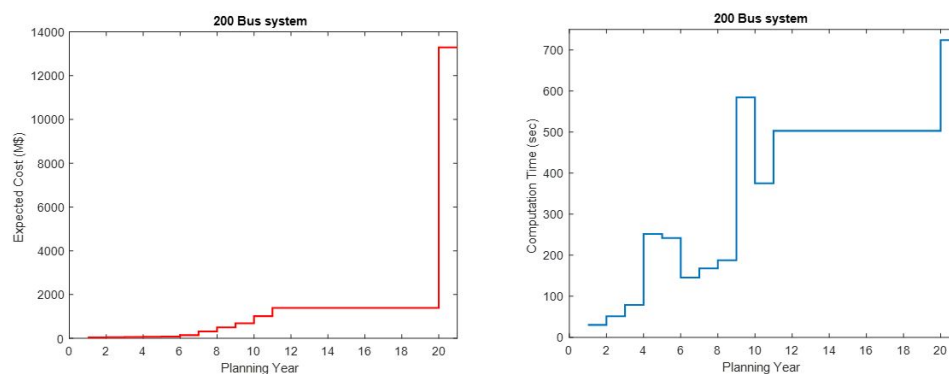 200 Bus system
14000
12000
10000
8000
6000
4000
2000
0
Expected Cost (M$)
0 2 4 6 8 10 12 14 16 18 20
Planning Year
200 Bus system
700
600
500
400
300
200
100
0
Computation Time (sec)
0 2 4 6 8 10 12 14 16 18 20
Planning Year